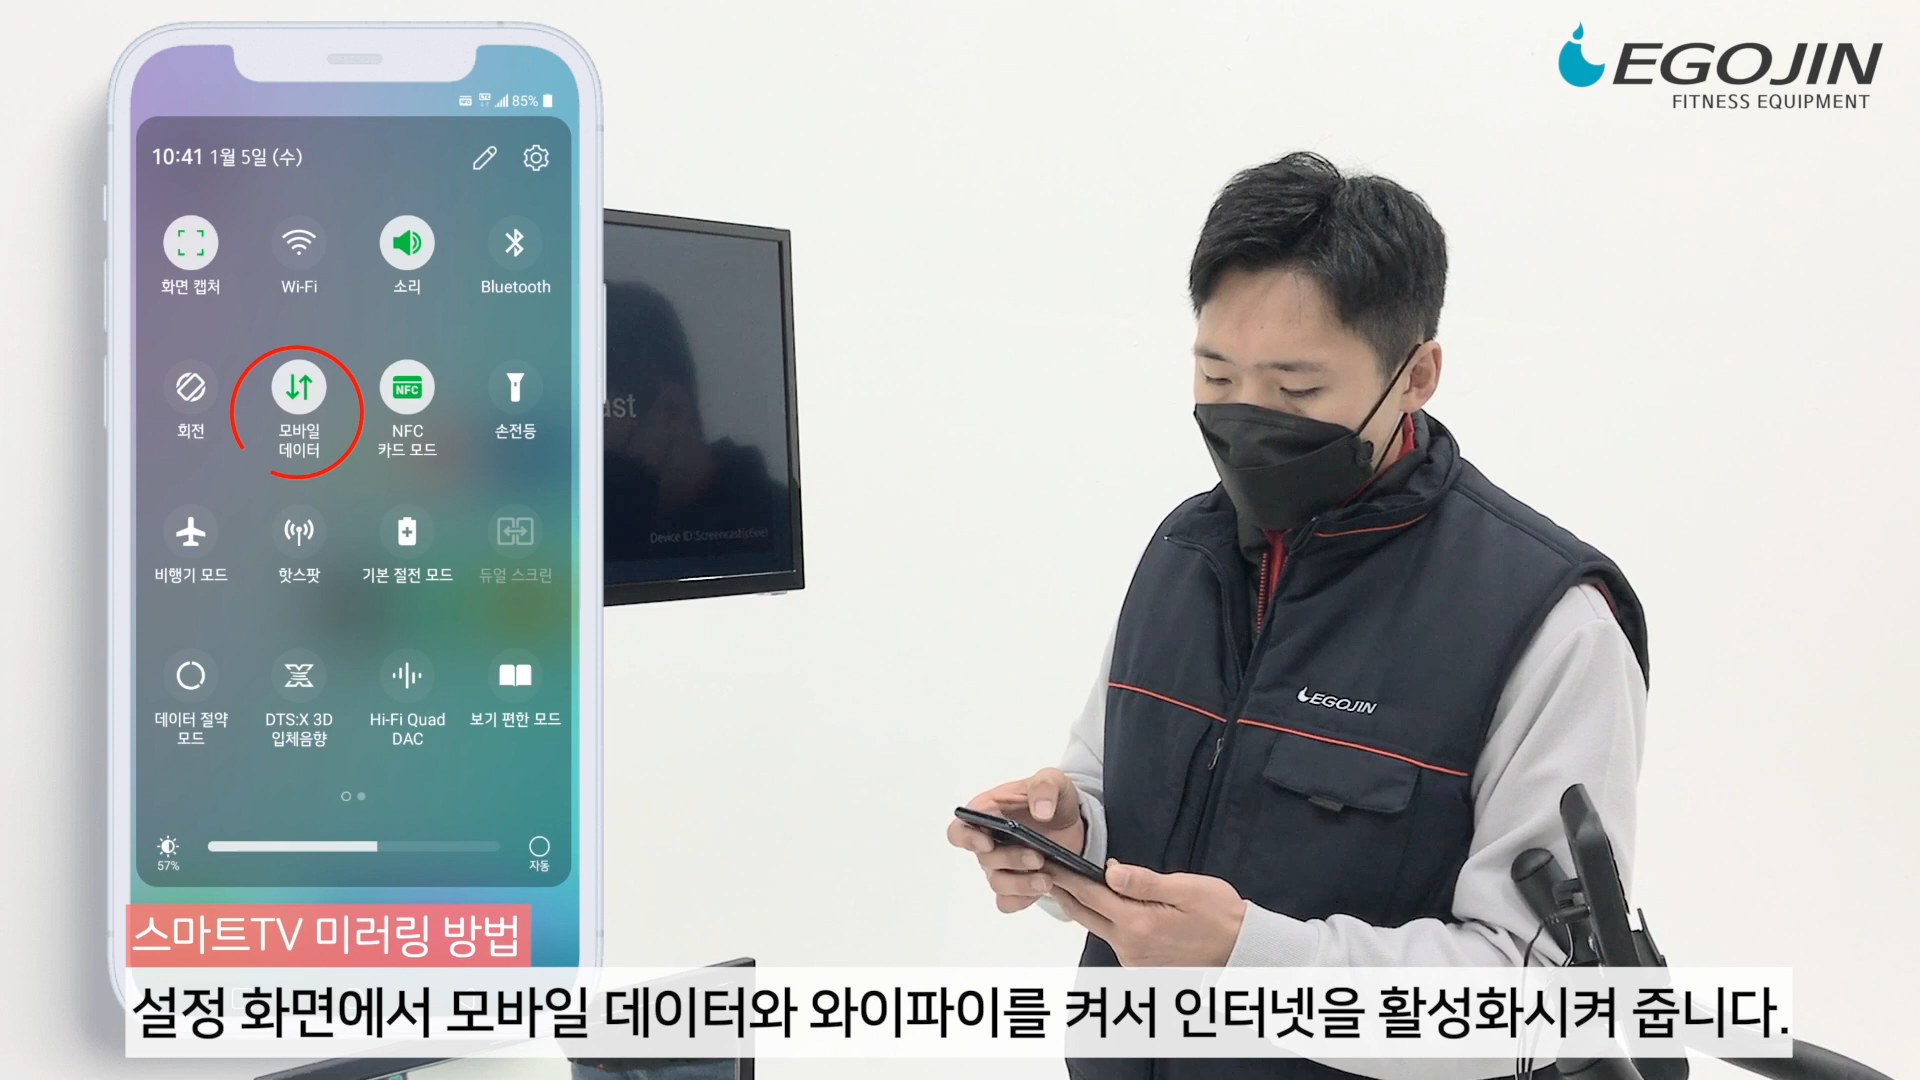 EGOJIN
FITNESS EQUIPMENT
LTE
85%
10:41 1월 5일 (수)
화면 캡처
Wi-Fi
소리
Bluetooth
회전
모바일
데이터
NFC
NFC
카드 모드
손전등
비행기 모드
핫스팟
기본 절전 모드
듀얼 스크린
데이터 절약
모드
DTS:X 3D
입체음향
Hi-Fi Quad
DAC
보기 편한 모드
57%
자동
ast
EGOJIN
스마트TV 미러링 방법
설정 화면에서 모바일 데이터와 와이파이를 켜서 인터넷을 활성화시켜 줍니다.